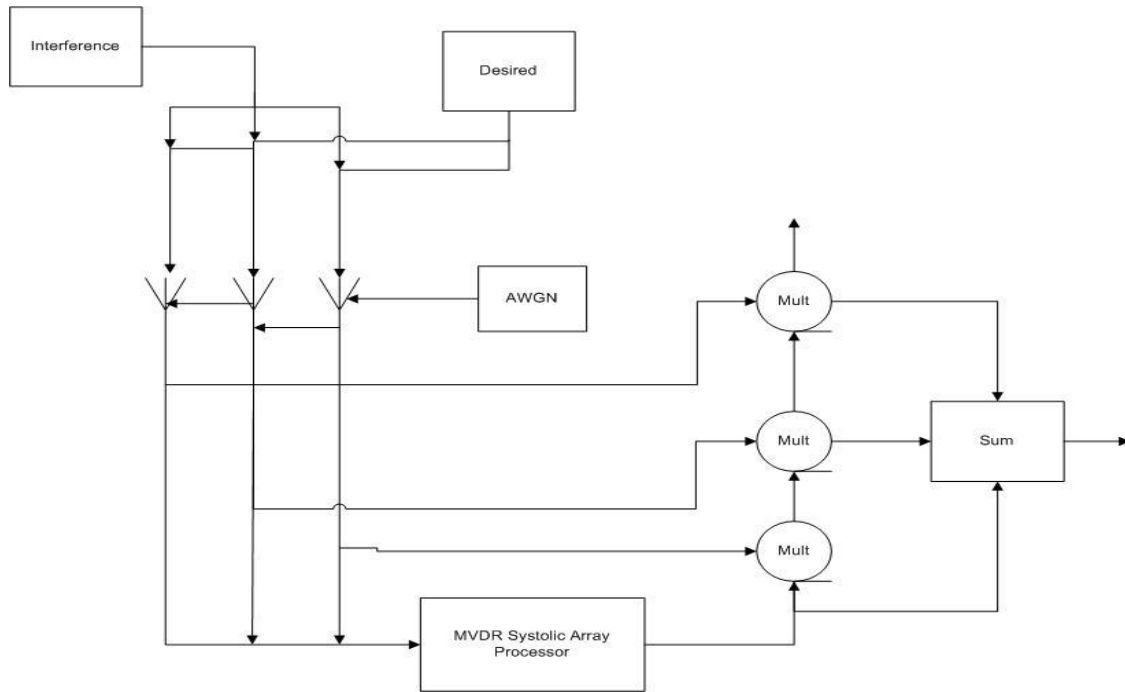 Interference
Desired
AWGN
Mult
Mult
Sum
Mult
MVDR Systolic Array
Processor